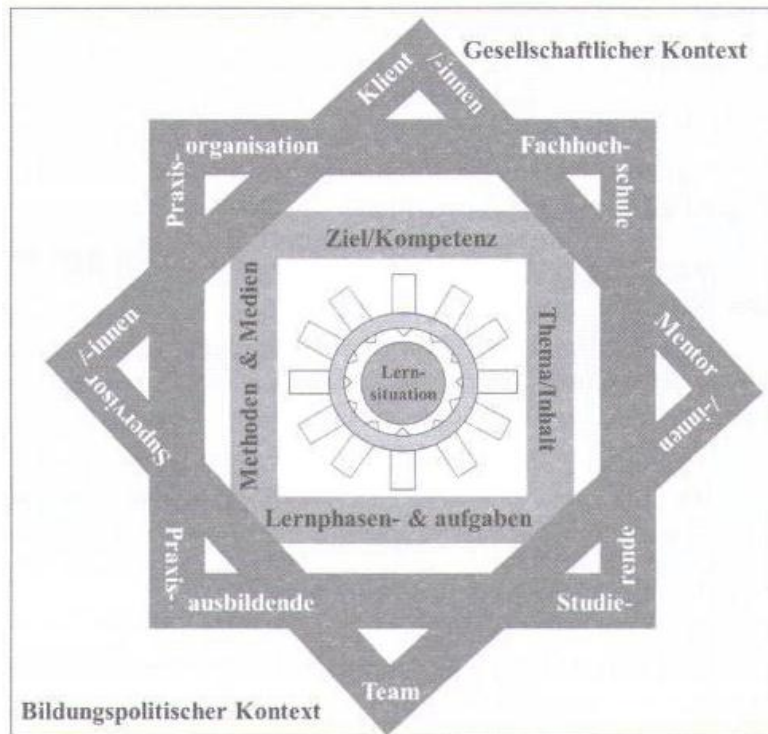 Gesellschaftlicher Kontext
Klient
/-innen
Praxis-
organisation
Fachhoch-
schule
Ziel/Kompetenz
Methoden & Medien
Thema/Inhalt
Lern-
situation
Lernphasen- & aufgaben
Supervisor
/-innen
Mentor
/-innen
Praxis-
ausbildende
Studie-
rende
Team
Bildungspolitischer Kontext